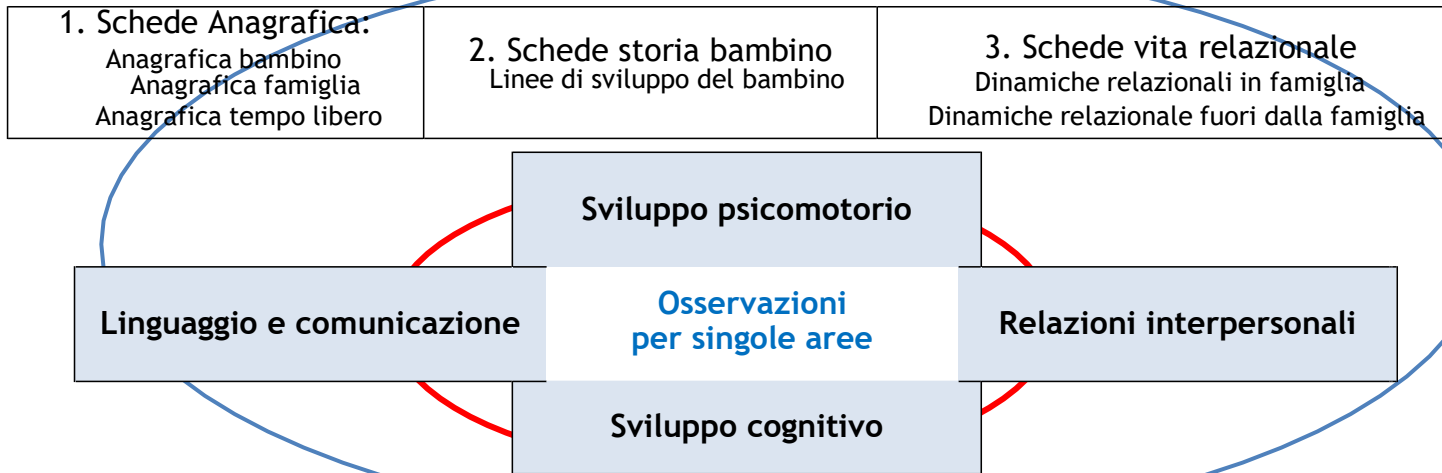 1. Schede Anagrafica:
Anagrafica bambino
Anagrafica famiglia
Anagrafica tempo libero
2. Schede storia bambino
Linee di sviluppo del bambino
3. Schede vita relazionale
Dinamiche relazionali in famiglia
Dinamiche relazionale fuori dalla famiglia
Sviluppo psicomotorio
Linguaggio e comunicazione
Osservazioni
per singole aree
Relazioni interpersonali
Sviluppo cognitivo